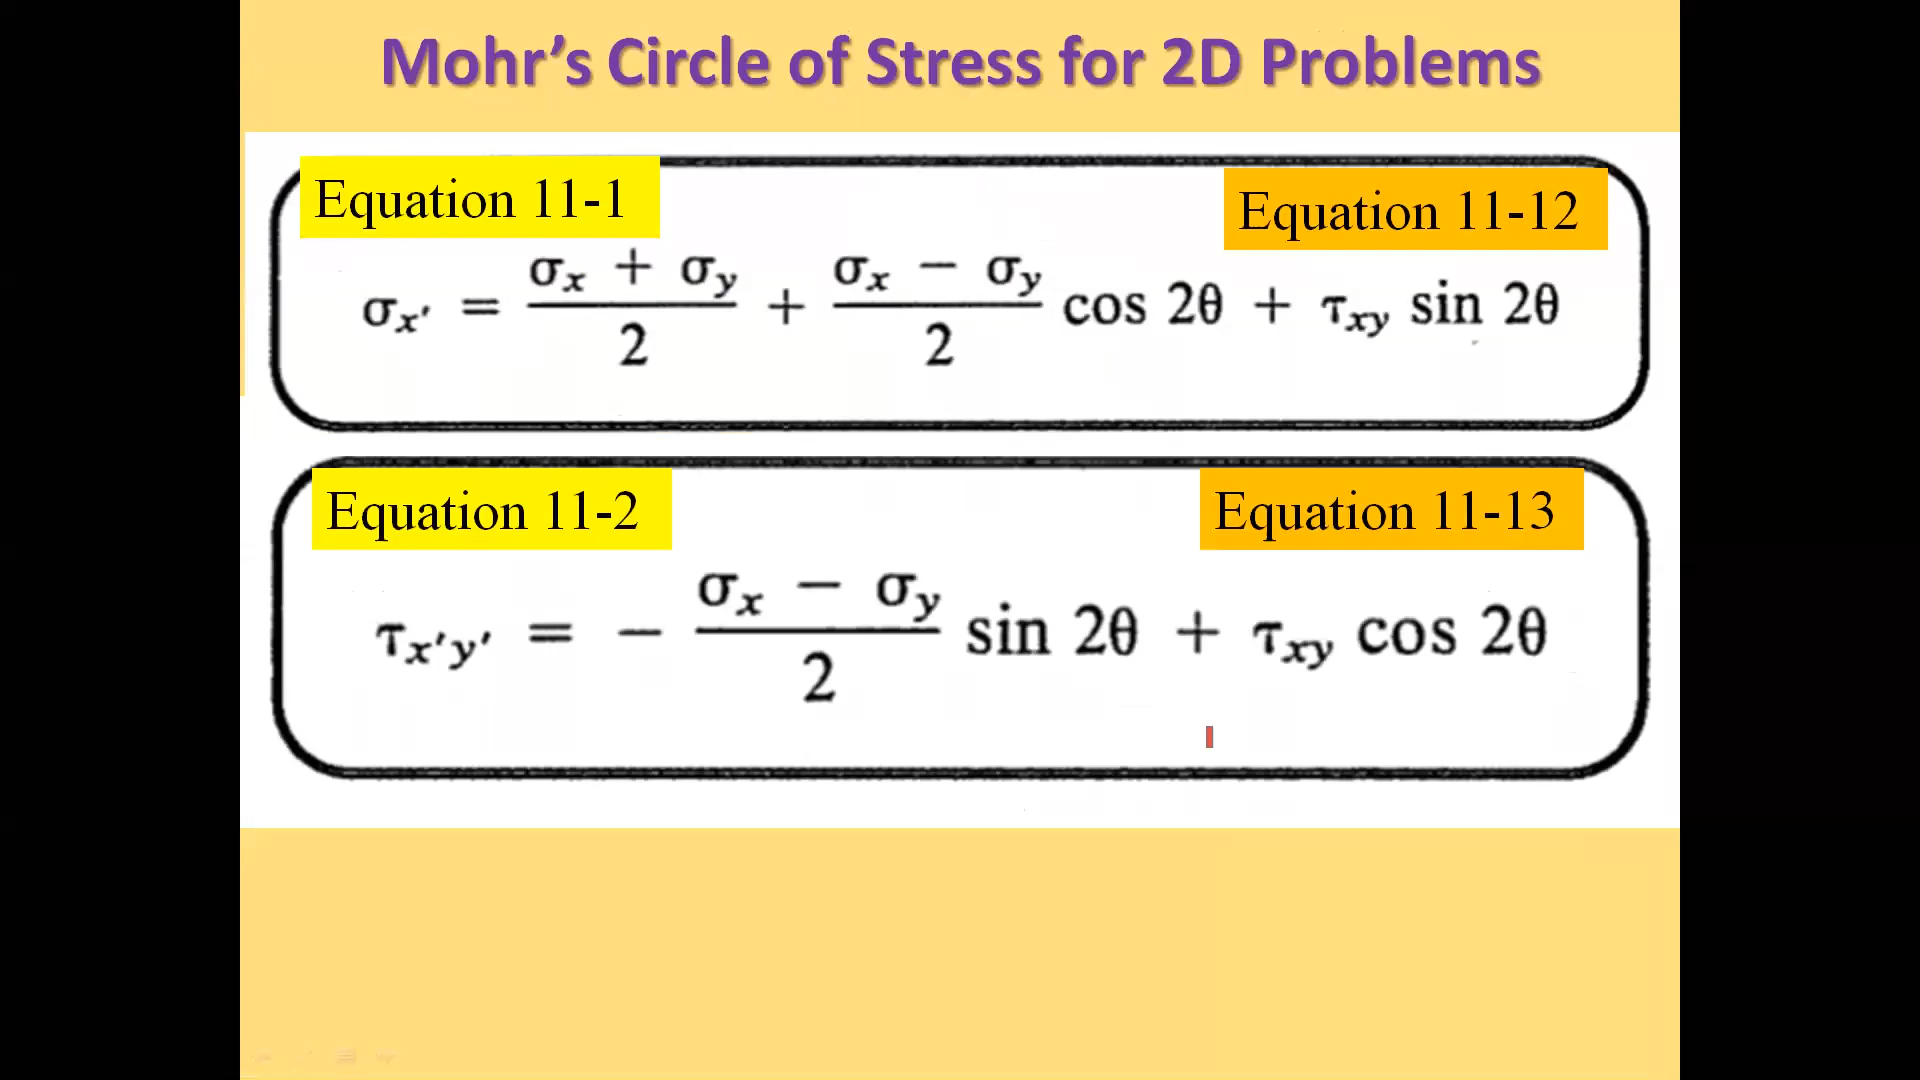 Mohr’s Circle of Stress for 2D Problems
Equation 11-1
Equation 11-12
σx′ = (σx + σy)/2 + (σx − σy)/2 cos 2θ + τxy sin 2θ
Equation 11-2
Equation 11-13
τx′y′ = − (σx − σy)/2 sin 2θ + τxy cos 2θ